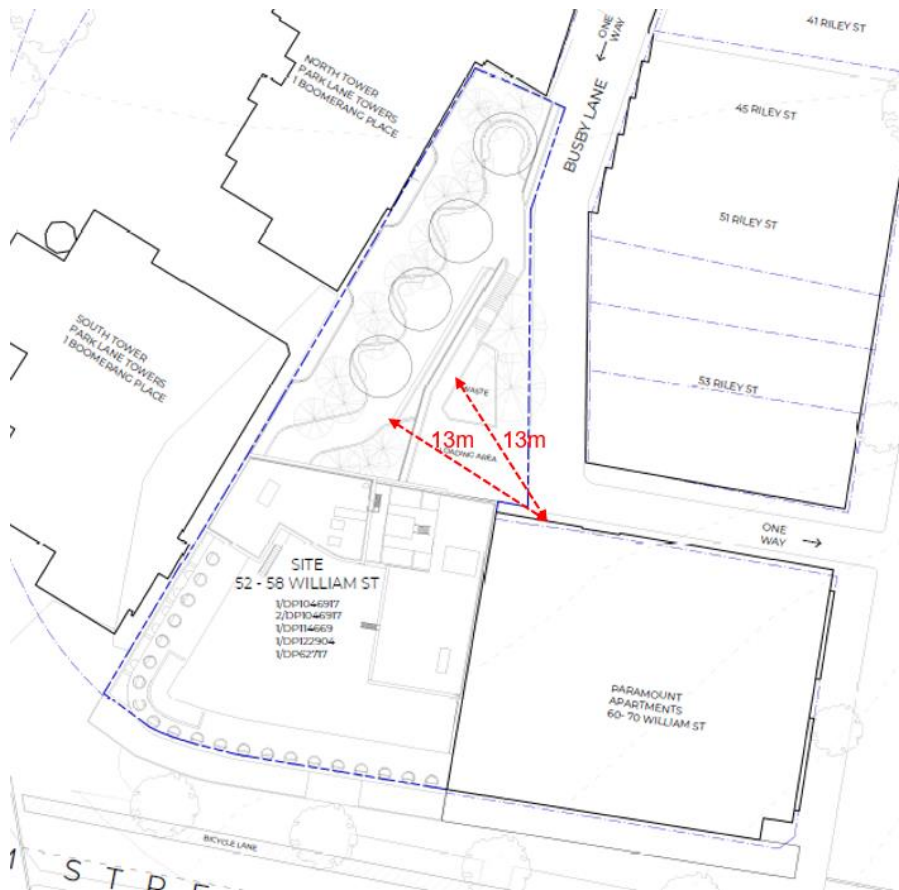 41 RILEY ST
ONE
WAY
NORTH TOWER
PARK LANE TOWERS
1 BOOMERANG PLACE
BUSBY LANE
45 RILEY ST
51 RILEY ST
SOUTH TOWER
PARK LANE TOWERS
1 BOOMERANG PLACE
53 RILEY ST
WASTE
13m
13m
LOADING AREA
ONE
WAY
SITE
52 - 58 WILLIAM ST
1/DP1046917
2/DP1046917
1/DP114669
1/DP122904
1/DP62717
PARAMOUNT
APARTMENTS
60- 70 WILLIAM ST
BICYCLE LANE
S T R E